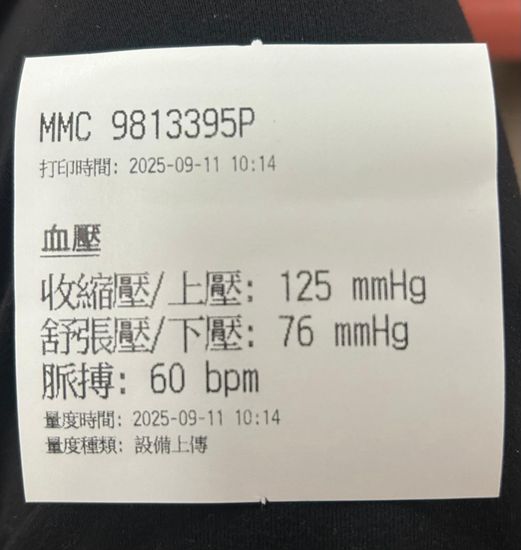 MMC 9813395P
打印時間: 2025-09-11 10:14
血壓
收縮壓/上壓: 125 mmHg
舒張壓/下壓: 76 mmHg
脈搏: 60 bpm
量度時間: 2025-09-11 10:14
量度種類: 設備上傳